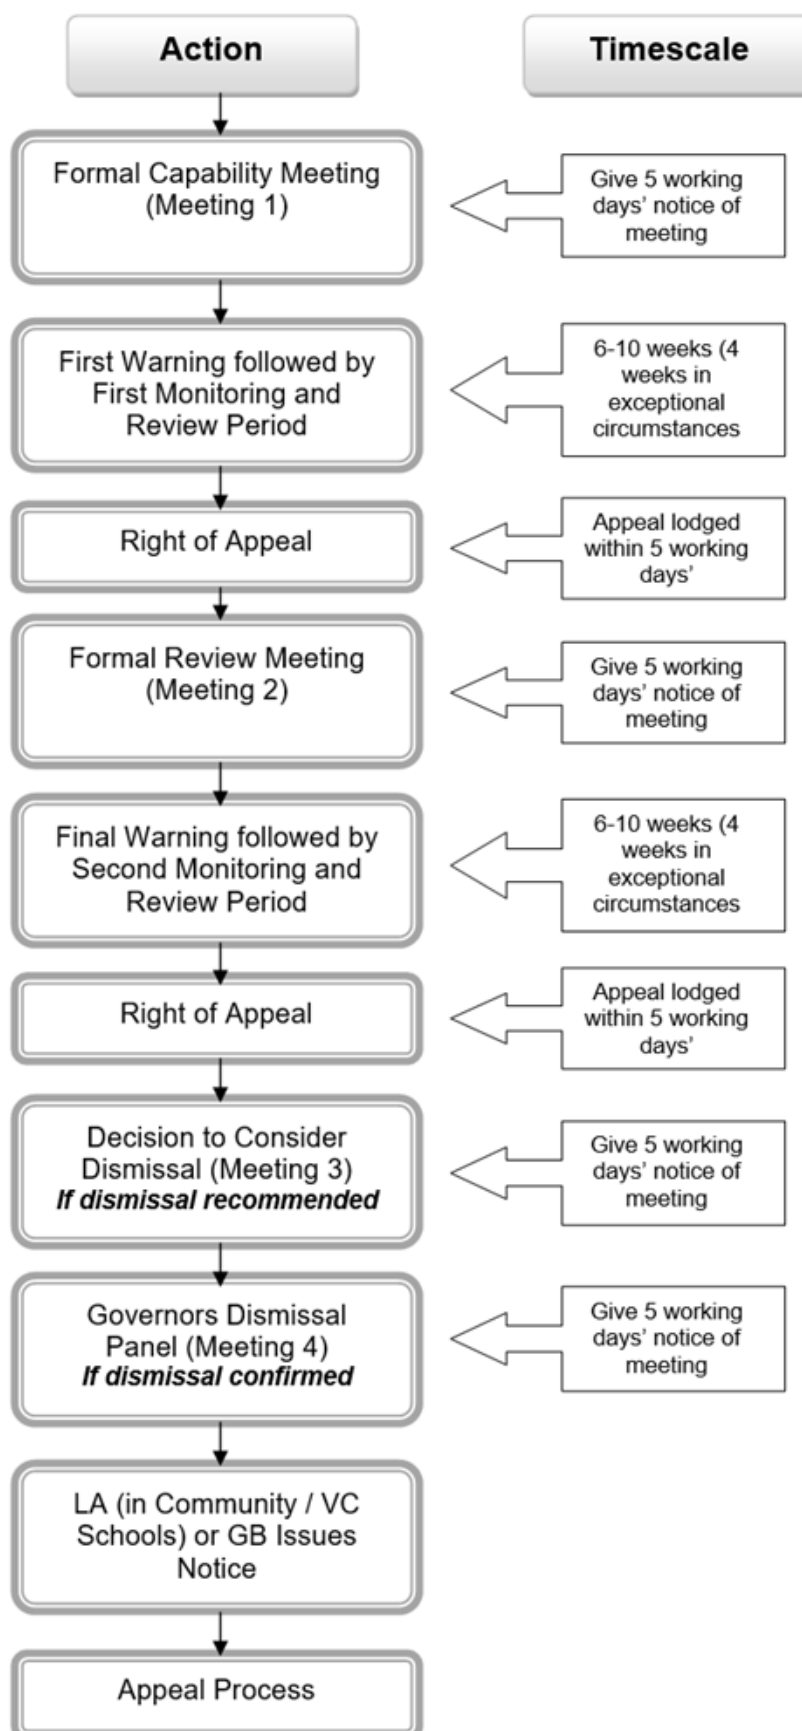 Action
Timescale
Formal Capability Meeting
(Meeting 1)
Give 5 working
days’ notice of
meeting
First Warning followed by
First Monitoring and
Review Period
6-10 weeks (4
weeks in
exceptional
circumstances
Right of Appeal
Appeal lodged
within 5 working
days’
Formal Review Meeting
(Meeting 2)
Give 5 working
days’ notice of
meeting
Final Warning followed by
Second Monitoring and
Review Period
6-10 weeks (4
weeks in
exceptional
circumstances
Right of Appeal
Appeal lodged
within 5 working
days’
Decision to Consider
Dismissal (Meeting 3)
If dismissal recommended
Give 5 working
days’ notice of
meeting
Governors Dismissal
Panel (Meeting 4)
If dismissal confirmed
Give 5 working
days’ notice of
meeting
LA (in Community / VC
Schools) or GB Issues
Notice
Appeal Process